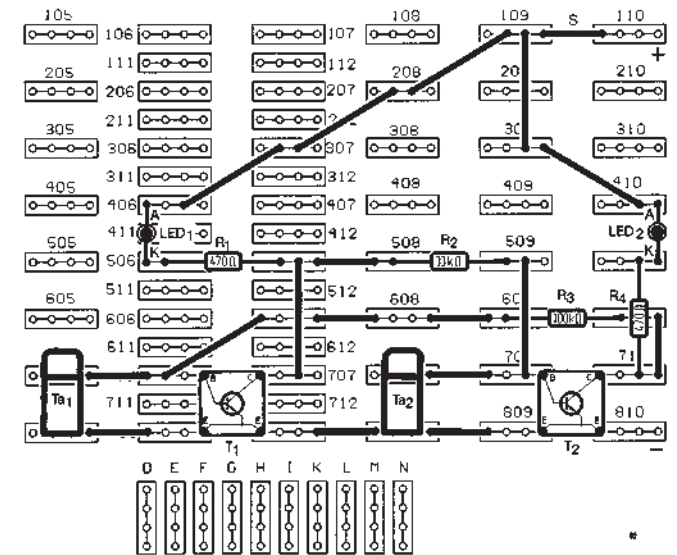 105 106 107 108 109 S 110
+
111 112
205 206 207 208 20 210
211 2
305 306 307 308 30 310
311 312
405 406 407 408 409 410
A A
411 LED1 412 LED2
K K
505 506 R1 470Ω 508 R2 33kΩ 509
511 512
605 606 608 60 R3 100kΩ R4
611 612
Ta1 B C 707 Ta2 70 B C 71
711 712
E E 809 E E 810
T1 T2 −
D E F G H I K L M N
*